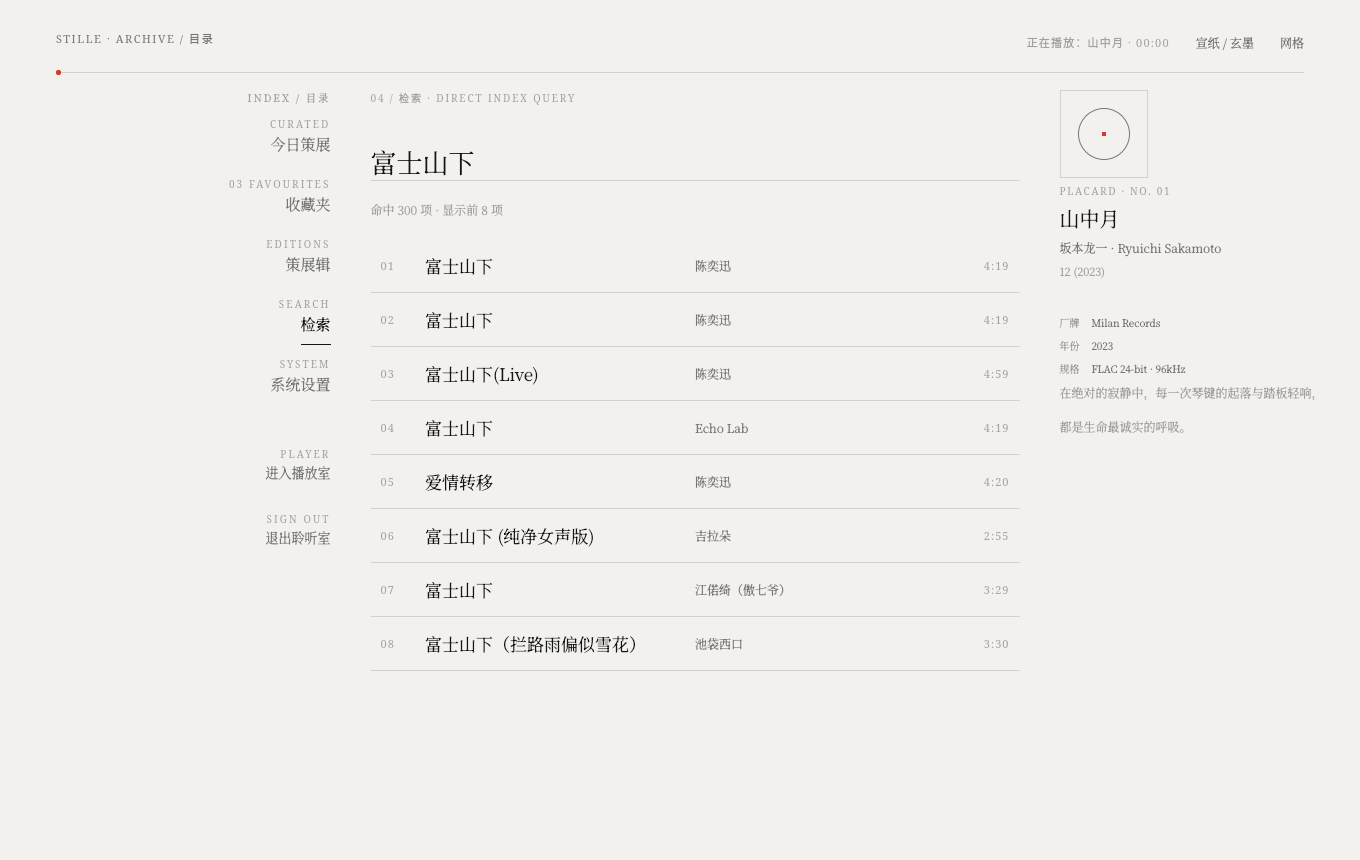 STILLE · ARCHIVE / 目录
正在播放：山中月 · 00:00
宣纸 / 玄墨
网格
INDEX / 目录
CURATED
今日策展
03 FAVOURITES
收藏夹
EDITIONS
策展辑
SEARCH
检索
SYSTEM
系统设置
PLAYER
进入播放室
SIGN OUT
退出聆听室
04 / 检索 · DIRECT INDEX QUERY
富士山下
命中 300 项 · 显示前 8 项
01 富士山下 陈奕迅 4:19
02 富士山下 陈奕迅 4:19
03 富士山下(Live) 陈奕迅 4:59
04 富士山下 Echo Lab 4:19
05 爱情转移 陈奕迅 4:20
06 富士山下 (纯净女声版) 吉拉朵 2:55
07 富士山下 江偌绮（傲七爷） 3:29
08 富士山下（拦路雨偏似雪花） 池袋西口 3:30
PLACARD · NO. 01
山中月
坂本龙一 · Ryuichi Sakamoto
12 (2023)
厂牌 Milan Records
年份 2023
规格 FLAC 24-bit · 96kHz
在绝对的寂静中，每一次琴键的起落与踏板轻响，
都是生命最诚实的呼吸。